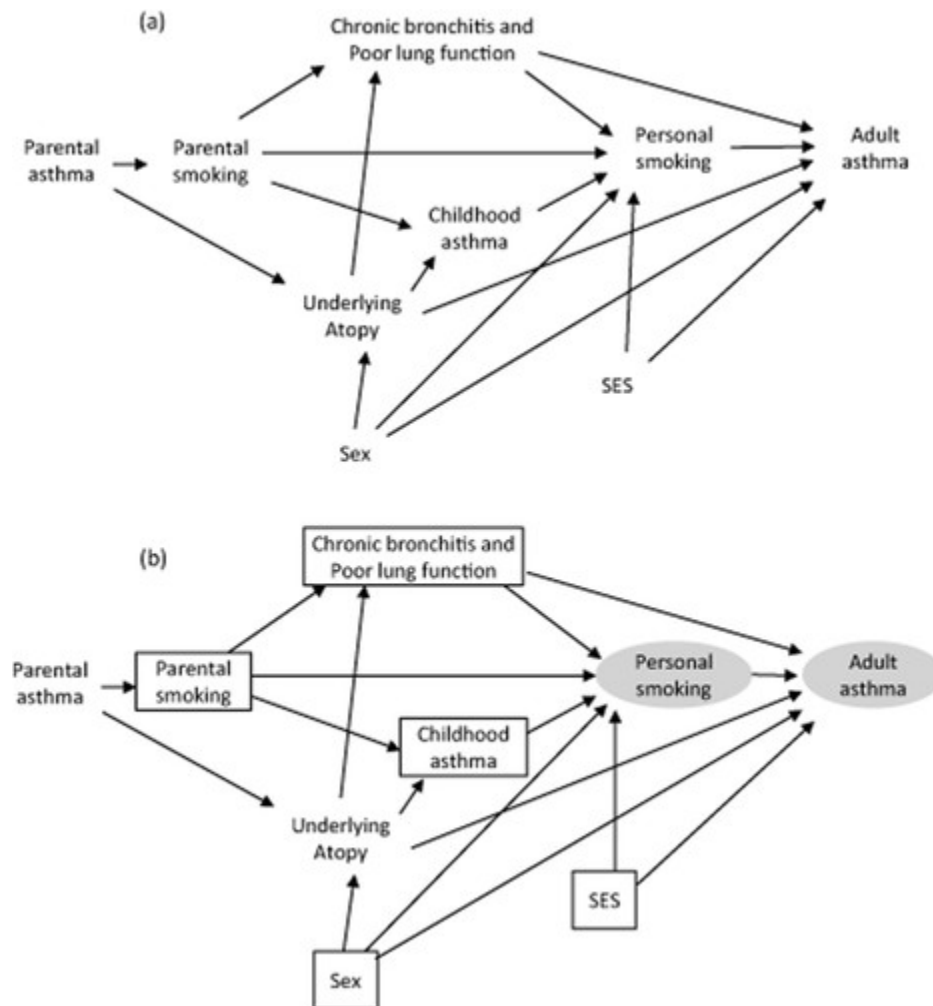 (a)
Chronic bronchitis and
Poor lung function
Parental
asthma
Parental
smoking
Personal
smoking
Adult
asthma
Childhood
asthma
Underlying
Atopy
SES
Sex
(b)
Chronic bronchitis and
Poor lung function
Parental
asthma
Parental
smoking
Personal
smoking
Adult
asthma
Childhood
asthma
Underlying
Atopy
SES
Sex